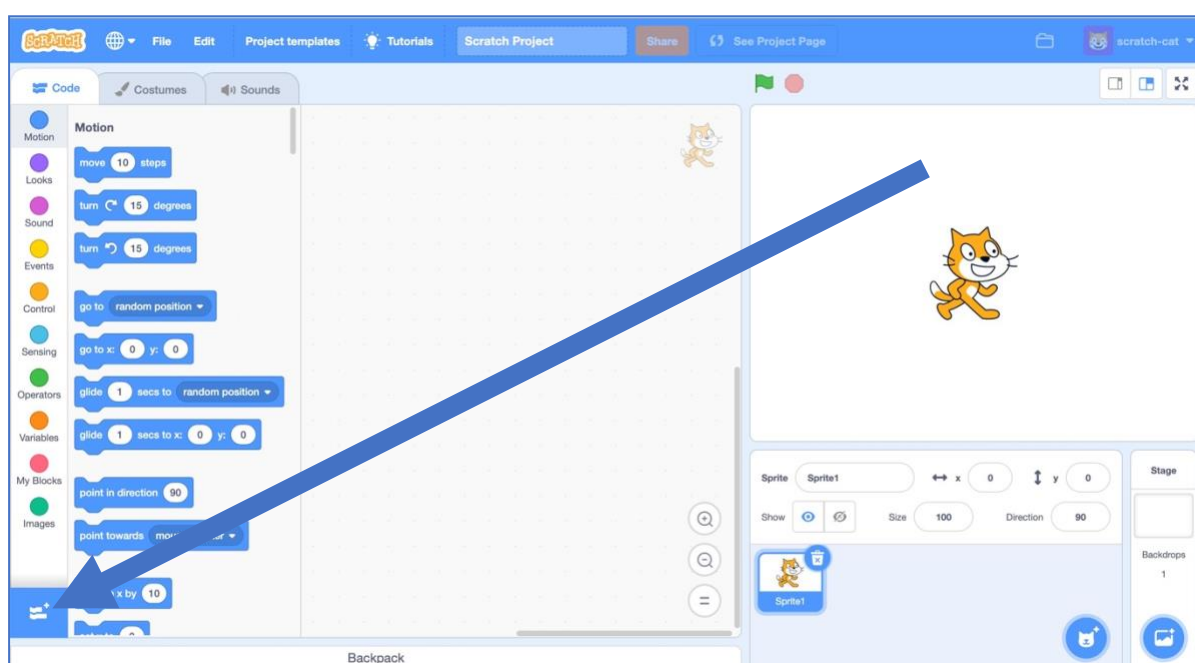 SCRATCH File Edit Project templates Tutorials Scratch Project Share See Project Page scratch-cat
Code Costumes Sounds
Motion
Looks
Sound
Events
Control
Sensing
Operators
Variables
My Blocks
Images
Motion
move 10 steps
turn 15 degrees
turn 15 degrees
go to random position
go to x: 0 y: 0
glide 1 secs to random position
glide 1 secs to x: 0 y: 0
point in direction 90
point towards
x by 10
Backpack
Sprite Sprite1 x 0 y 0
Show Size 100 Direction 90
Sprite1
Stage
Backdrops
1